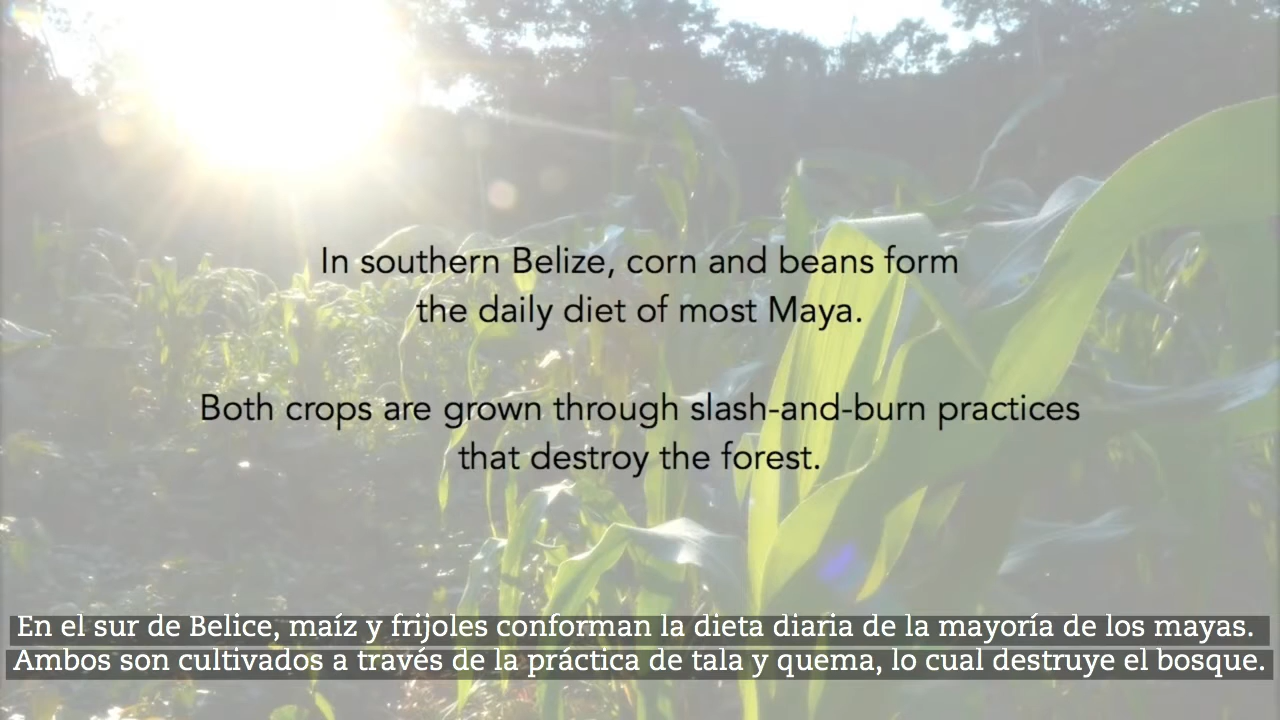 In southern Belize, corn and beans form
the daily diet of most Maya.
Both crops are grown through slash-and-burn practices
that destroy the forest.
En el sur de Belice, maíz y frijoles conforman la dieta diaria de la mayoría de los mayas.
Ambos son cultivados a través de la práctica de tala y quema, lo cual destruye el bosque.